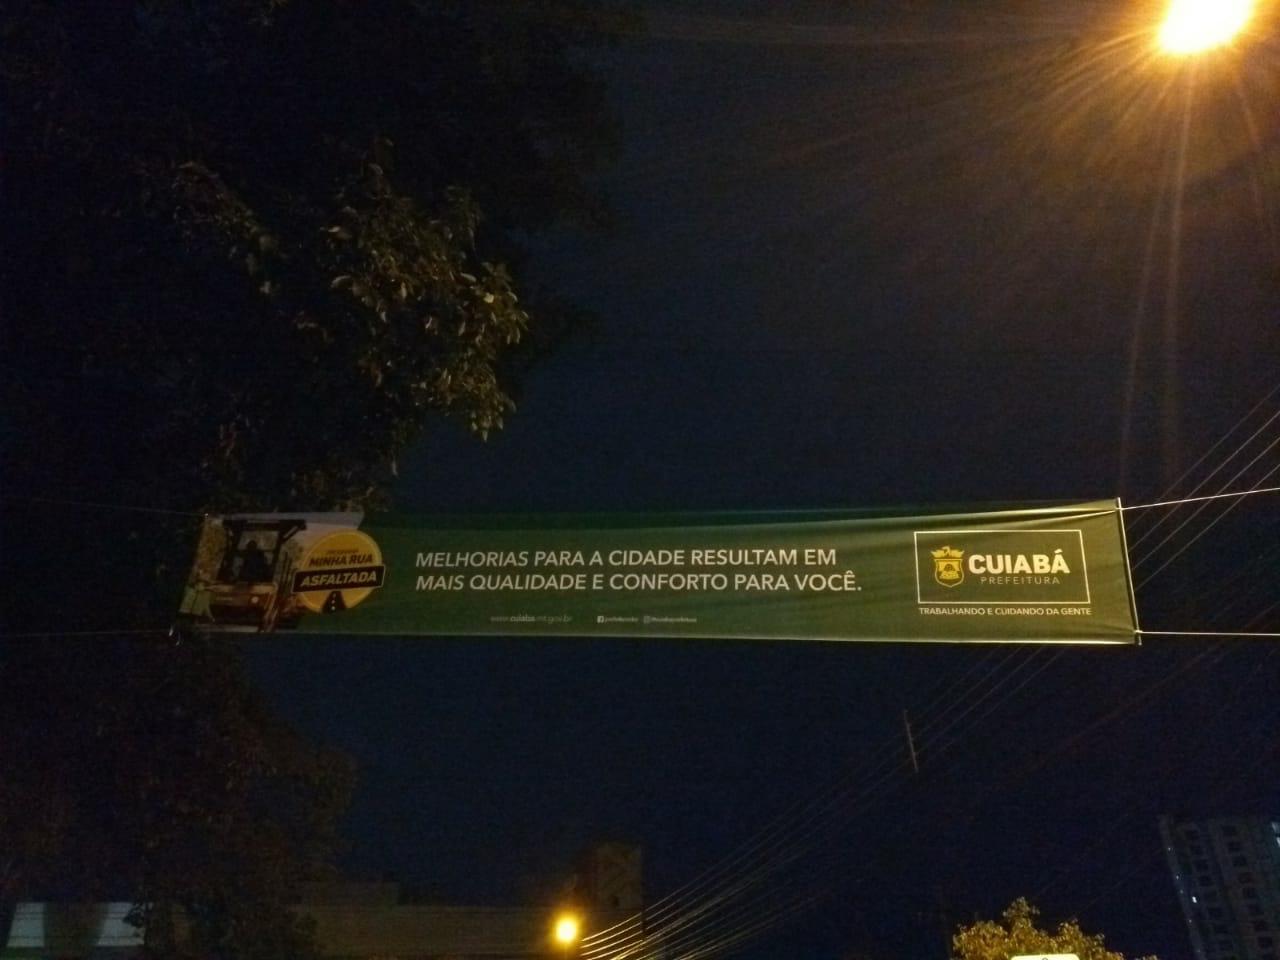 MINHA RUA
ASFALTADA
MELHORIAS PARA A CIDADE RESULTAM EM
MAIS QUALIDADE E CONFORTO PARA VOCÊ.
www.cuiaba.mt.gov.br
CUIABÁ
PREFEITURA
TRABALHANDO E CUIDANDO DA GENTE